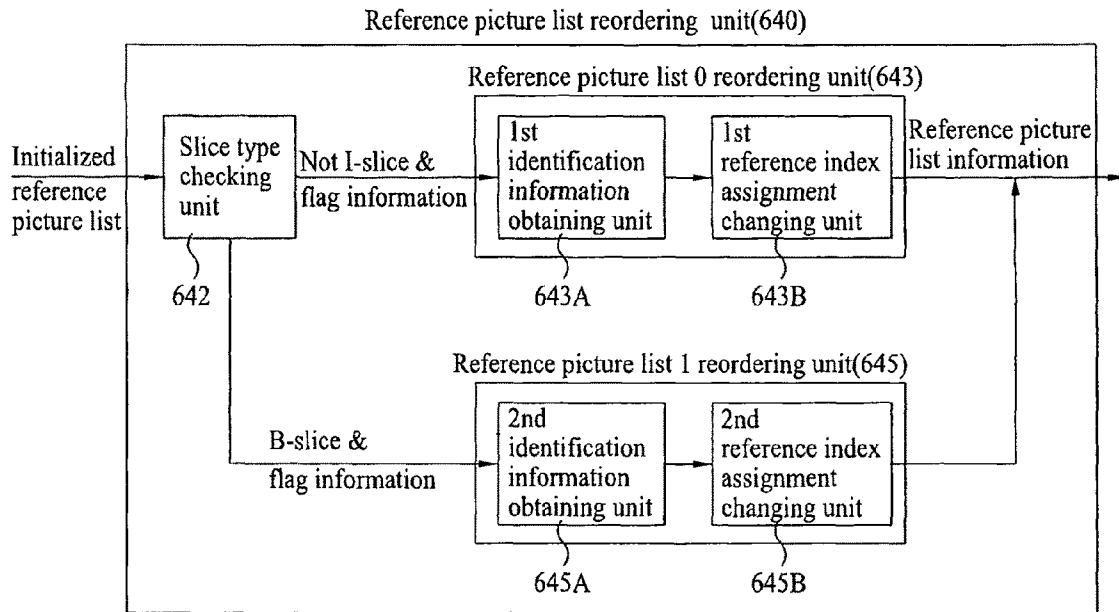 Reference picture list reordering unit(640)
Reference picture list 0 reordering unit(643)
Initialized
reference
picture list
Slice type
checking
unit
642
Not I-slice &
flag information
1st
identification
information
obtaining unit
643A
1st
reference index
assignment
changing unit
643B
Reference picture
list information
Reference picture list 1 reordering unit(645)
B-slice &
flag information
2nd
identification
information
obtaining unit
645A
2nd
reference index
assignment
changing unit
645B